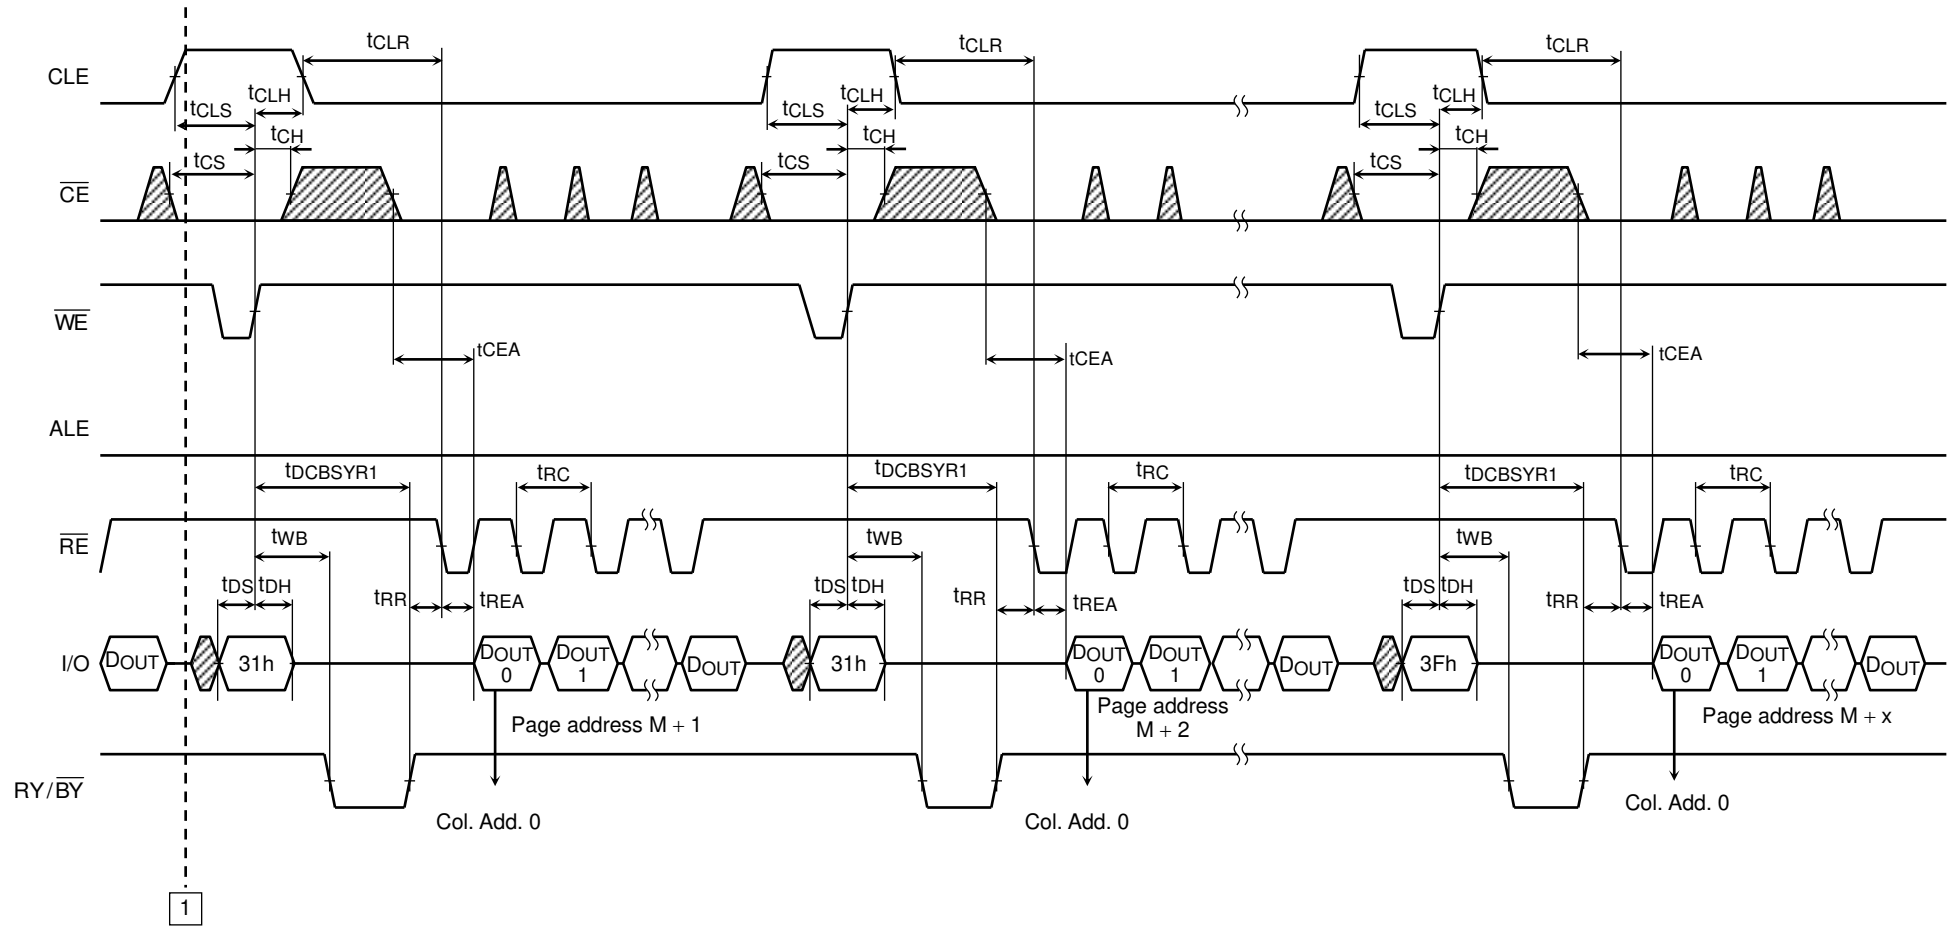 tCLR tCLR tCLR
CLE
tCLH tCLH tCLH
tCLS tCLS tCLS
tCH tCH tCH
tCS tCS tCS
CE
WE
tCEA tCEA tCEA
ALE
tDCBSYR1 tRC tDCBSYR1 tRC tDCBSYR1 tRC
RE
tWB tWB tWB
tDS tDH tDS tDH tDS tDH
tRR tREA tRR tREA tRR tREA
I/O DOUT 31h DOUT 0 DOUT 1 DOUT 31h DOUT 0 DOUT 1 DOUT 3Fh DOUT 0 DOUT 1 DOUT
Page address M + 1
Page address
M + 2
Page address M + x
RY/BY
Col. Add. 0 Col. Add. 0 Col. Add. 0
1